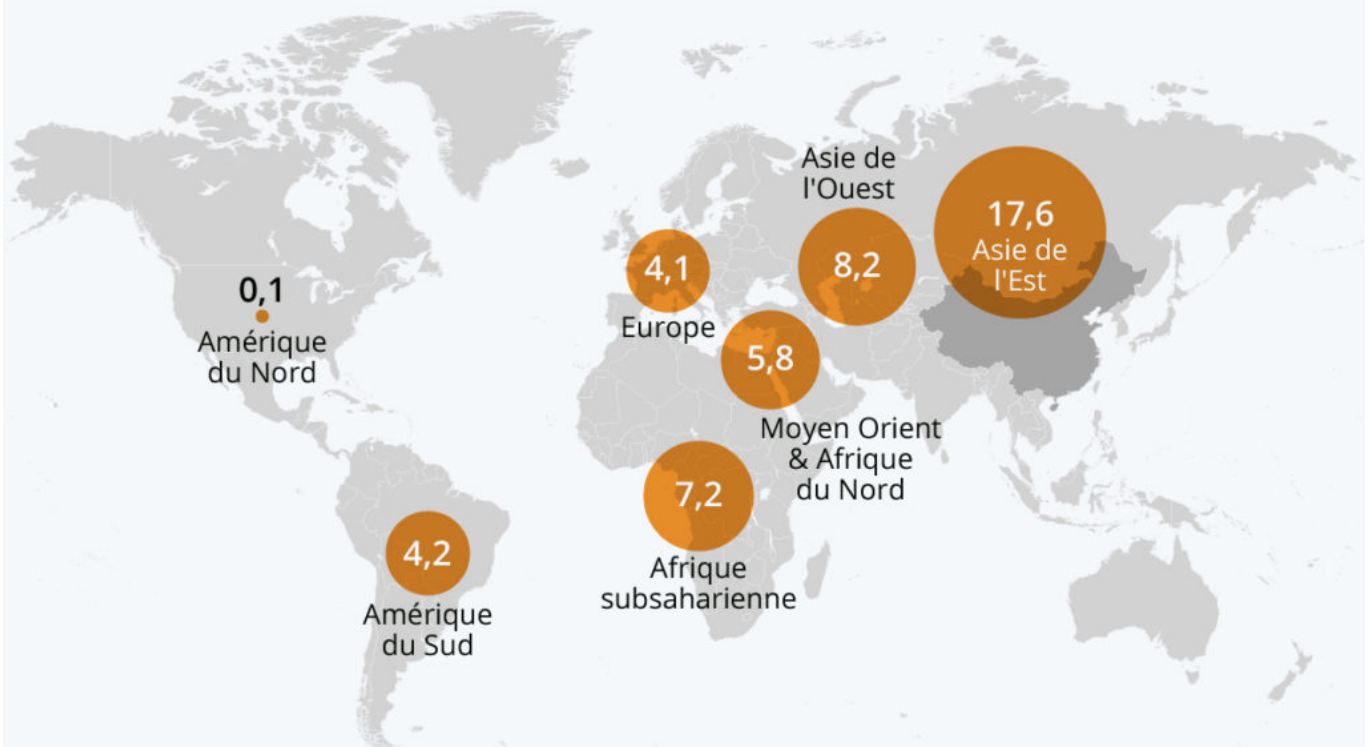 Asie de
l'Ouest
17,6
Asie de
l'Est
4,1
8,2
0,1
Europe
Amérique
du Nord
5,8
Moyen Orient
& Afrique
du Nord
7,2
4,2
Afrique
subsaharienne
Amérique
du Sud